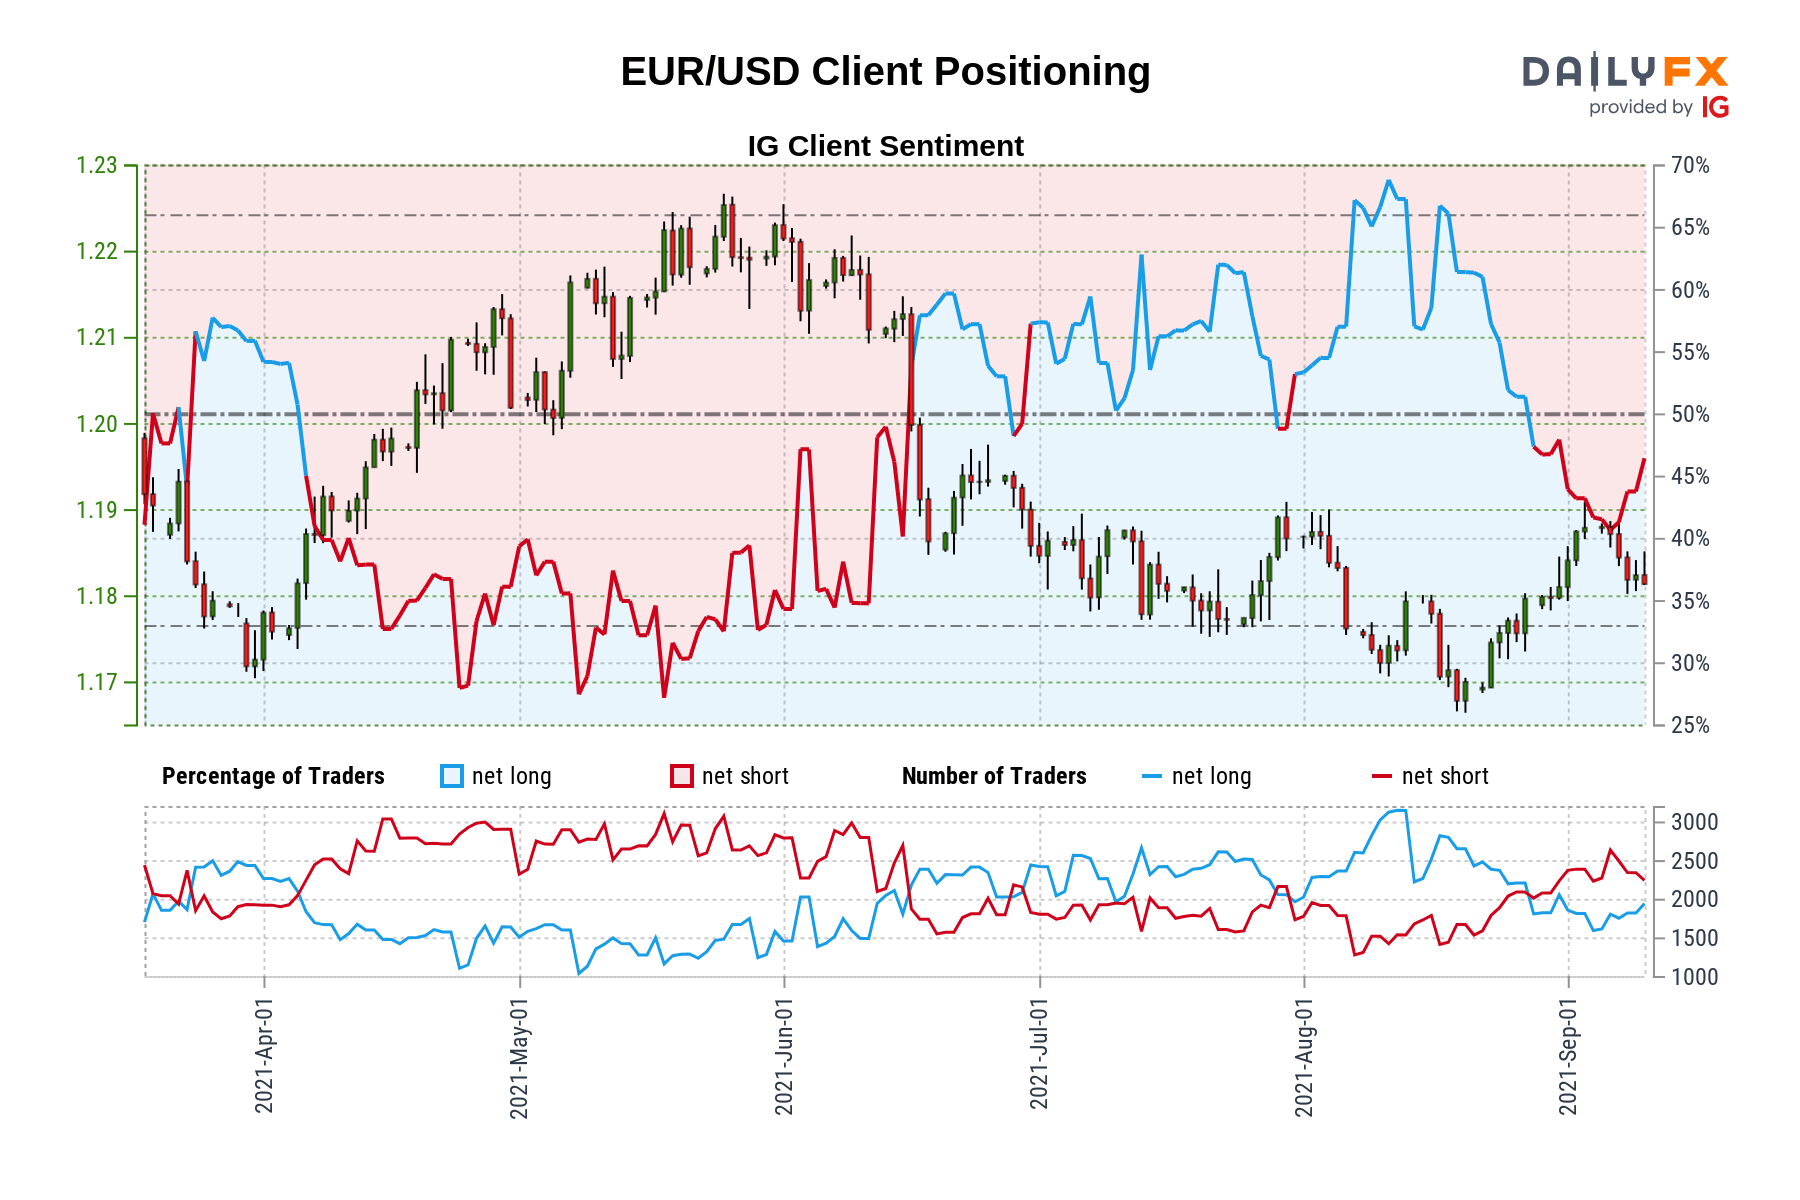 EUR/USD Client Positioning
DAILYFX
provided by IG
IG Client Sentiment
1.23
1.22
1.21
1.20
1.19
1.18
1.17
70%
65%
60%
55%
50%
45%
40%
35%
30%
25%
Percentage of Traders net long net short Number of Traders net long net short
3000
2500
2000
1500
1000
2021-Apr-01
2021-May-01
2021-Jun-01
2021-Jul-01
2021-Aug-01
2021-Sep-01